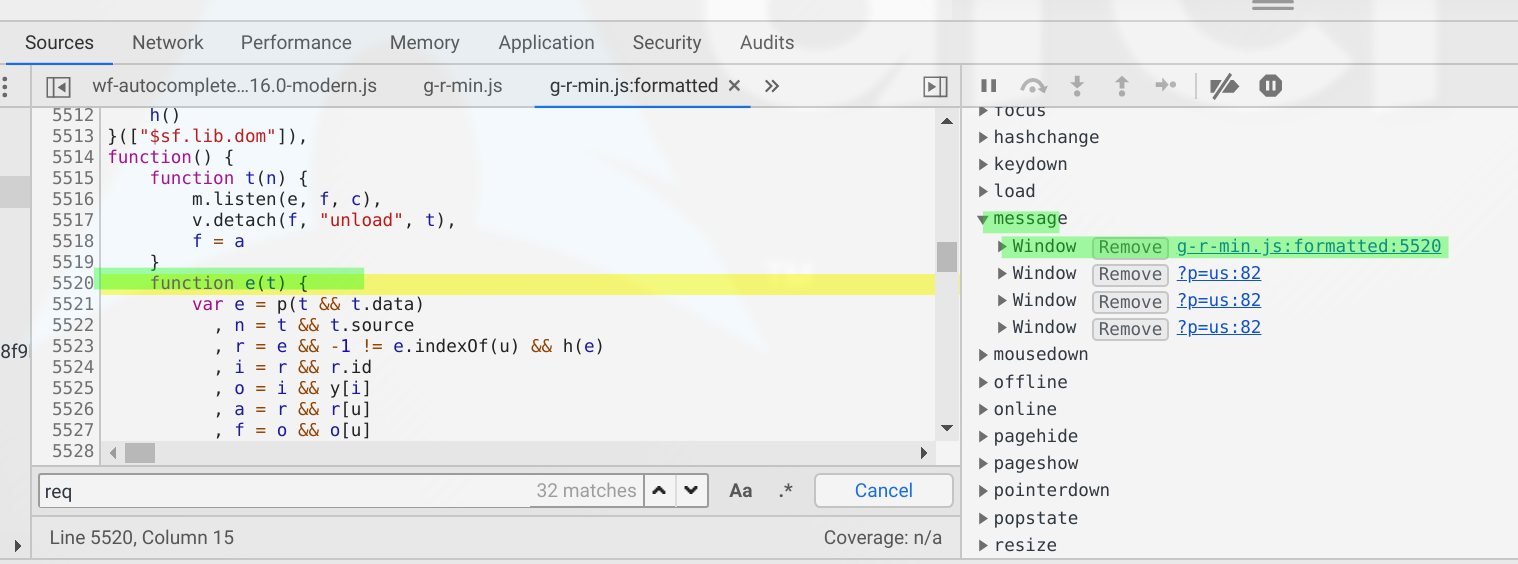 Sources Network Performance Memory Application Security Audits
wf-autocomplete…16.0-modern.js g-r-min.js g-r-min.js:formatted × »
5512 h()
5513 }(["$sf.lib.dom"]),
5514 function() {
5515 function t(n) {
5516 m.listen(e, f, c),
5517 v.detach(f, "unload", t),
5518 f = a
5519 }
5520 function e(t) {
5521 var e = p(t && t.data)
5522 , n = t && t.source
5523 , r = e && -1 != e.indexOf(u) && h(e)
5524 , i = r && r.id
5525 , o = i && y[i]
5526 , a = r && r[u]
5527 , f = o && o[u]
5528
8f9
req 32 matches Aa .* Cancel
Line 5520, Column 15 Coverage: n/a
focus
hashchange
keydown
load
message
Window Remove g-r-min.js:formatted:5520
Window Remove ?p=us:82
Window Remove ?p=us:82
Window Remove ?p=us:82
mousedown
offline
online
pagehide
pageshow
pointerdown
popstate
resize